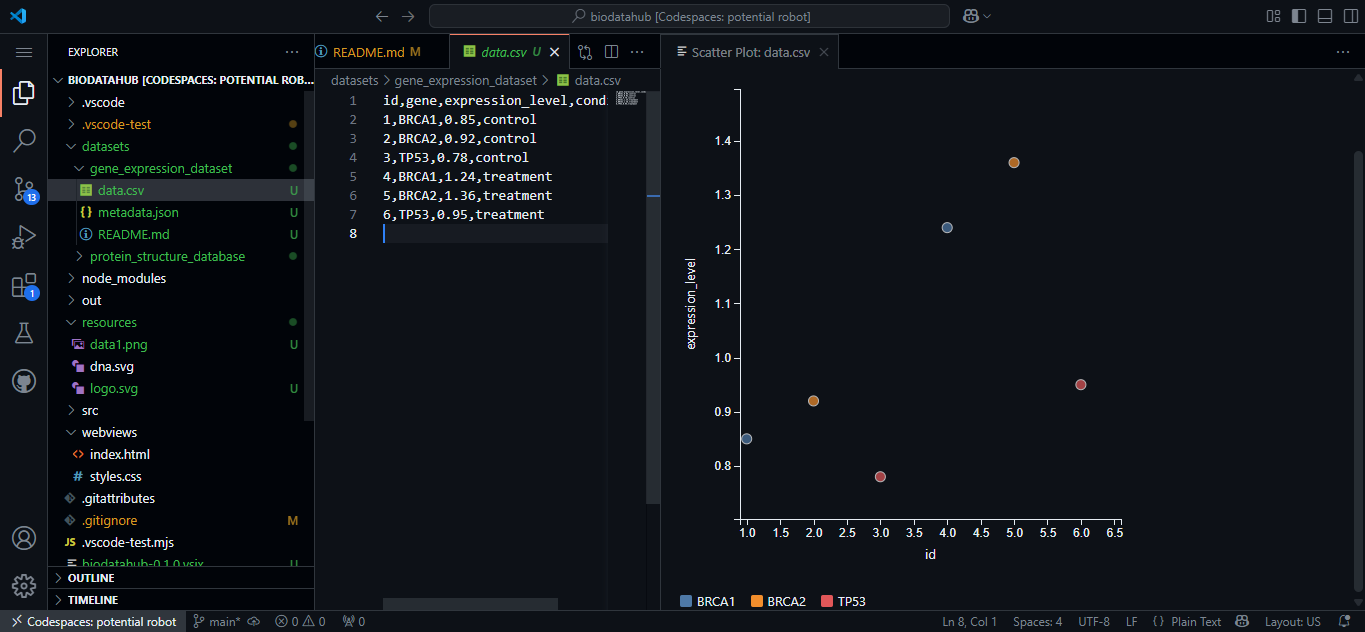 biodatahub [Codespaces: potential robot]
EXPLORER
BIODATAHUB [CODESPACES: POTENTIAL ROB...
.vscode
.vscode-test
datasets
gene_expression_dataset
data.csv U
{} metadata.json U
README.md U
protein_structure_database
node_modules
out
resources
data1.png U
dna.svg
logo.svg U
src
webviews
<> index.html
# styles.css
.gitattributes
.gitignore M
JS .vscode-test.mjs
biodatahub-0.1.0.vsix U
OUTLINE
TIMELINE
13
1
README.md M
data.csv U
datasets > gene_expression_dataset > data.csv
1 id,gene,expression_level,cond
2 1,BRCA1,0.85,control
3 2,BRCA2,0.92,control
4 3,TP53,0.78,control
5 4,BRCA1,1.24,treatment
6 5,BRCA2,1.36,treatment
7 6,TP53,0.95,treatment
8
Scatter Plot: data.csv
1.4
1.3
1.2
1.1
1.0
0.9
0.8
expression_level
1.0 1.5 2.0 2.5 3.0 3.5 4.0 4.5 5.0 5.5 6.0 6.5
id
BRCA1 BRCA2 TP53
Codespaces: potential robot main* 0 0 0 Ln 8, Col 1 Spaces: 4 UTF-8 LF {} Plain Text Layout: US